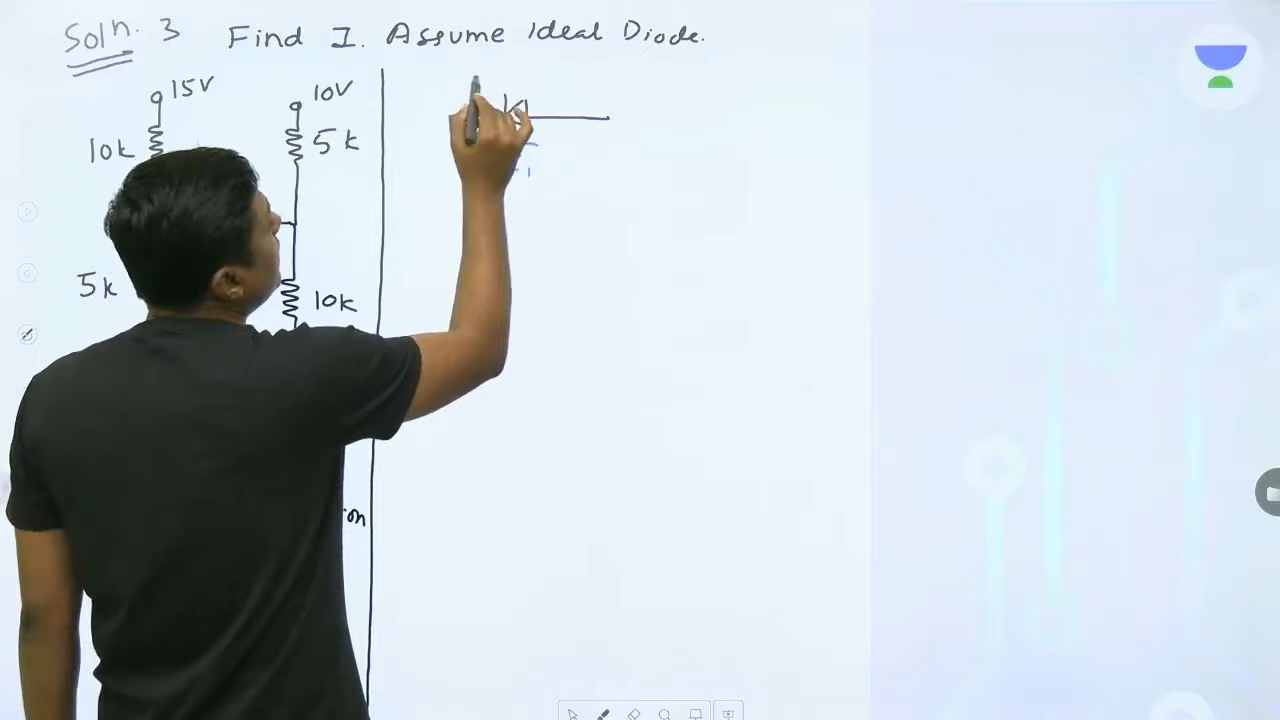 Soln. 3 Find I. Assume Ideal Diode.
15V
10V
10k
5k
5k
10k